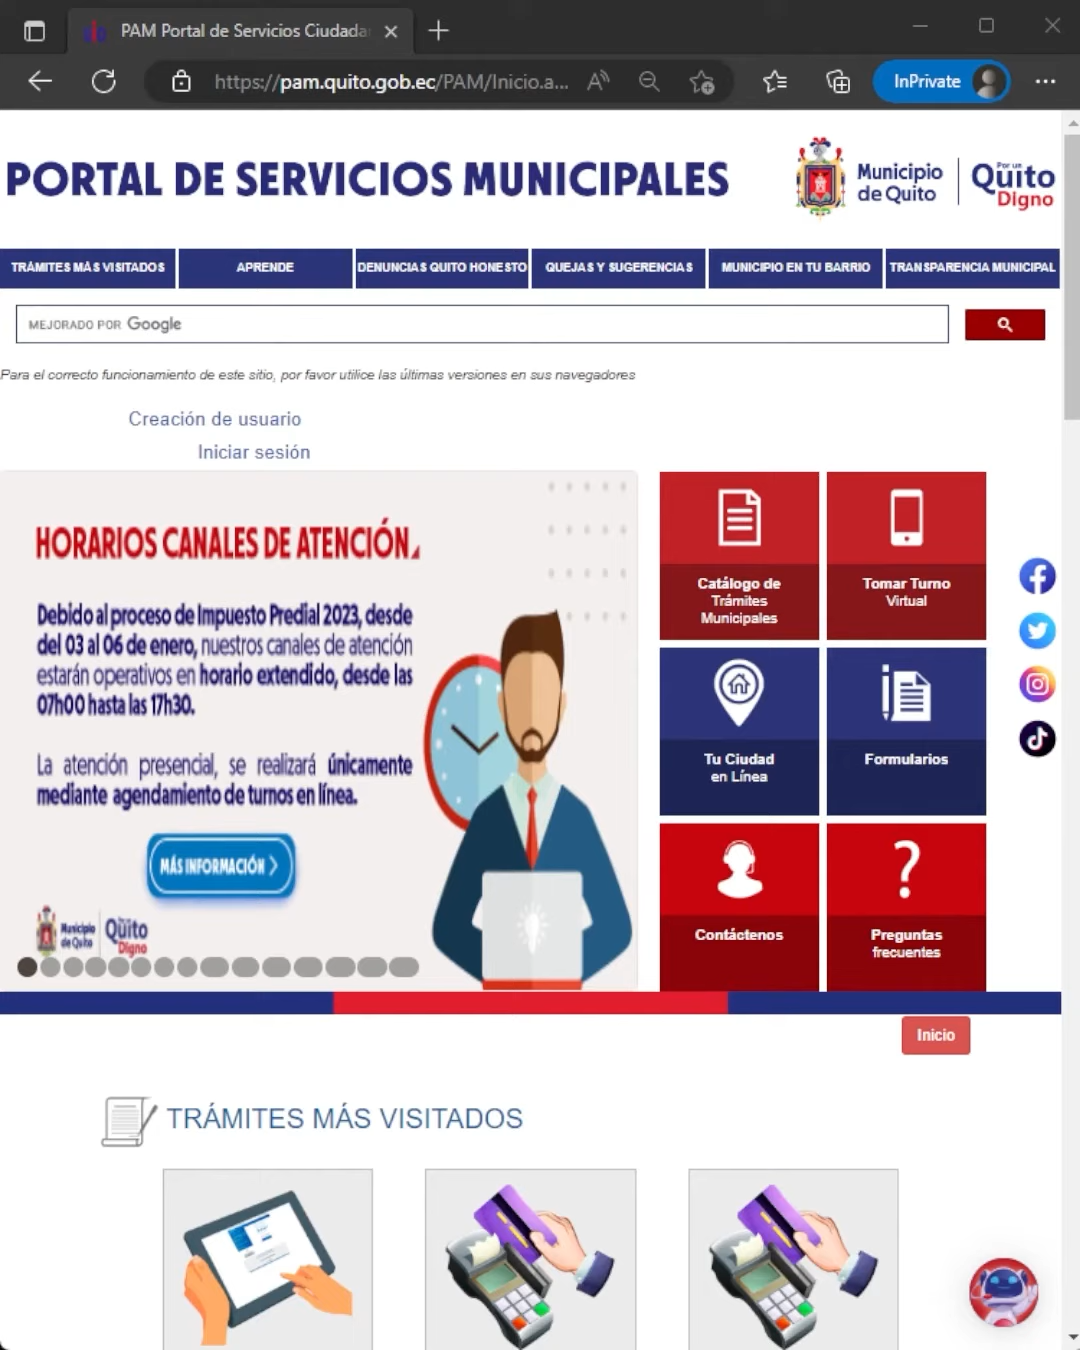 PAM Portal de Servicios Ciudada
https://pam.quito.gob.ec/PAM/Inicio.a...
InPrivate
PORTAL DE SERVICIOS MUNICIPALES
Municipio
de Quito
Por un
Quito
DIgno
TRÁMITES MÁS VISITADOS
APRENDE
DENUNCIAS QUITO HONESTO
QUEJAS Y SUGERENCIAS
MUNICIPIO EN TU BARRIO
TRANSPARENCIA MUNICIPAL
MEJORADO POR Google
Para el correcto funcionamiento de este sitio, por favor utilice las últimas versiones en sus navegadores
Creación de usuario
Iniciar sesión
HORARIOS CANALES DE ATENCIÓN
Debido al proceso de Impuesto Predial 2023, desde
del 03 al 06 de enero, nuestros canales de atención
estarán operativos en horario extendido, desde las
07h00 hasta las 17h30.
La atención presencial, se realizará únicamente
mediante agendamiento de turnos en línea.
MÁS INFORMACIÓN >
Municipio
de Quito
Por un
Quito
DIgno
Catálogo de
Trámites
Municipales
Tomar Turno
Virtual
Tu Ciudad
en Línea
Formularios
Contáctenos
Preguntas
frecuentes
Inicio
TRÁMITES MÁS VISITADOS